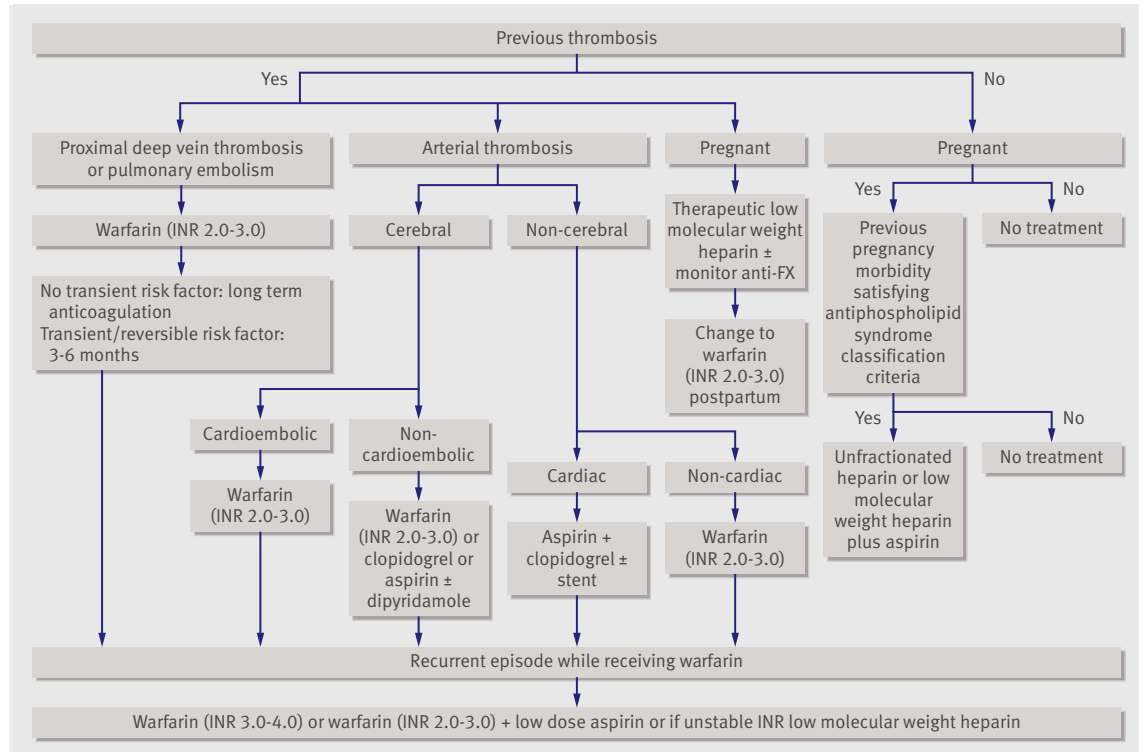 Previous thrombosis
Yes
No
Proximal deep vein thrombosis
or pulmonary embolism
Arterial thrombosis
Pregnant
Pregnant
Yes
No
Warfarin (INR 2.0-3.0)
Cerebral
Non-cerebral
Therapeutic low
molecular weight
heparin ±
monitor anti-FX
Previous
pregnancy
morbidity
satisfying
antiphospholipid
syndrome
classification
criteria
No treatment
No transient risk factor: long term
anticoagulation
Transient/reversible risk factor:
3-6 months
Change to
warfarin
(INR 2.0-3.0)
postpartum
Yes
No
Cardioembolic
Non-
cardioembolic
Cardiac
Non-cardiac
Unfractionated
heparin or low
molecular
weight heparin
plus aspirin
No treatment
Warfarin
(INR 2.0-3.0)
Warfarin
(INR 2.0-3.0) or
clopidogrel or
aspirin ±
dipyridamole
Aspirin +
clopidogrel ±
stent
Warfarin
(INR 2.0-3.0)
Recurrent episode while receiving warfarin
Warfarin (INR 3.0-4.0) or warfarin (INR 2.0-3.0) + low dose aspirin or if unstable INR low molecular weight heparin